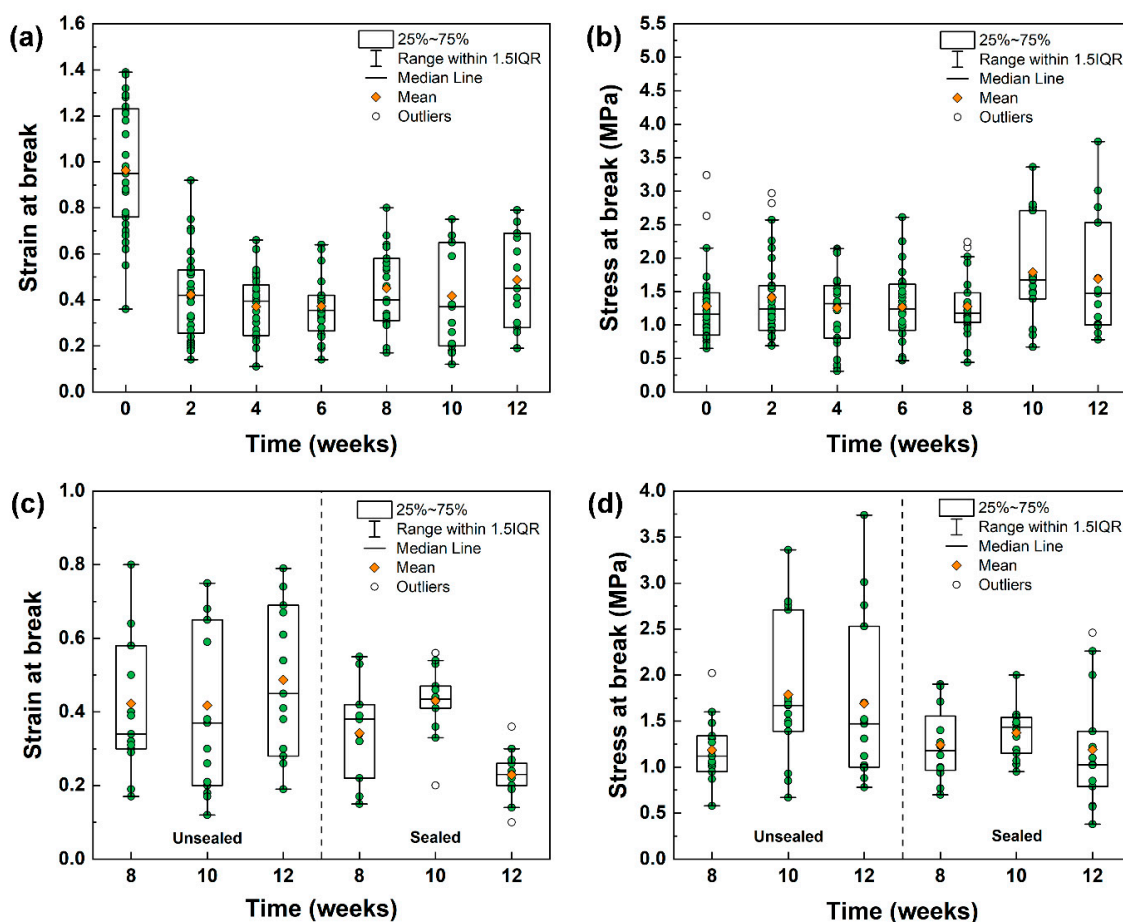 (a)
Strain at break
1.6
1.4
1.2
1.0
0.8
0.6
0.4
0.2
0.0
25%~75%
Range within 1.5IQR
Median Line
Mean
Outliers
0 2 4 6 8 10 12
Time (weeks)
(b)
Stress at break (MPa)
5.5
5.0
4.5
4.0
3.5
3.0
2.5
2.0
1.5
1.0
0.5
0.0
25%~75%
Range within 1.5IQR
Median Line
Mean
Outliers
0 2 4 6 8 10 12
Time (weeks)
(c)
Strain at break
1.0
0.8
0.6
0.4
0.2
0.0
25%~75%
Range within 1.5IQR
Median Line
Mean
Outliers
Unsealed Sealed
8 10 12 8 10 12
Time (weeks)
(d)
Stress at break (MPa)
4.0
3.5
3.0
2.5
2.0
1.5
1.0
0.5
0.0
25%~75%
Range within 1.5IQR
Median Line
Mean
Outliers
Unsealed Sealed
8 10 12 8 10 12
Time (weeks)